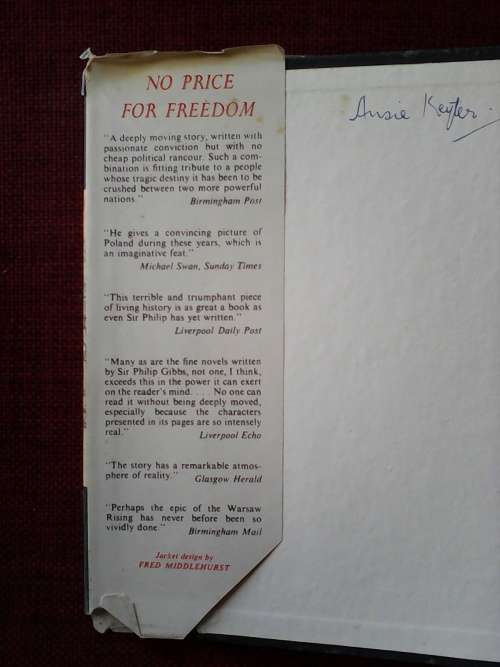 NO PRICE
FOR FREEDOM
"A deeply moving story, written with
passionate conviction but with no
cheap political rancour. Such a com-
bination is fitting tribute to a people
whose tragic destiny it has been to be
crushed between two more powerful
nations." Birmingham Post
"He gives a convincing picture of
Poland during these years, which is
an imaginative feat."
Michael Swan, Sunday Times
"This terrible and triumphant piece
of living history is as great a book as
even Sir Philip has yet written."
Liverpool Daily Post
"Many as are the fine novels written
by Sir Philip Gibbs, not one, I think,
exceeds this in the power it can exert
on the reader's mind. . . . No one can
read it without being deeply moved,
especially because the characters
presented in its pages are so intensely
real." Liverpool Echo
"The story has a remarkable atmos-
phere of reality." Glasgow Herald
"Perhaps the epic of the Warsaw
Rising has never before been so
vividly done." Birmingham Mail
Jacket design by
FRED MIDDLEHURST
Ansie Keyter.